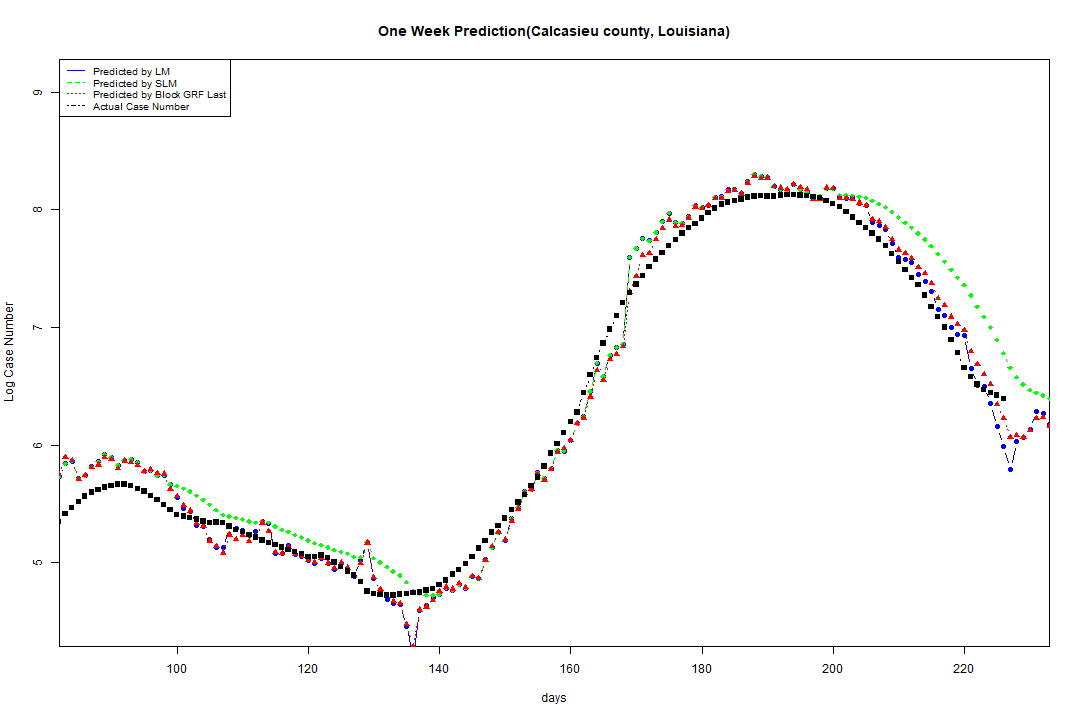 One Week Prediction(Calcasieu county, Louisiana)
Predicted by LM
Predicted by SLM
Predicted by Block GRF Last
Actual Case Number
9
8
7
6
5
Log Case Number
100 120 140 160 180 200 220
days